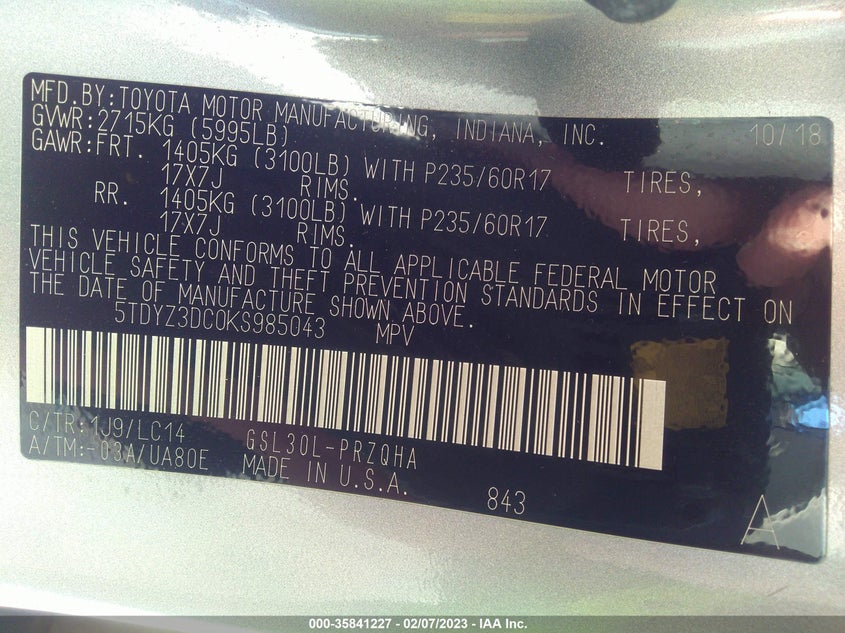 MFD.BY:TOYOTA MOTOR MANUFACTURING, INDIANA, INC. 10/18
GVWR:2715KG (5995LB)
GAWR:FRT. 1405KG (3100LB) WITH P235/60R17 TIRES,
17X7J RIMS.
RR. 1405KG (3100LB) WITH P235/60R17 TIRES,
17X7J RIMS.
THIS VEHICLE CONFORMS TO ALL APPLICABLE FEDERAL MOTOR
VEHICLE SAFETY AND THEFT PREVENTION STANDARDS IN EFFECT ON
THE DATE OF MANUFACTURE SHOWN ABOVE.
5TDYZ3DC0KS985043 MPV
C/TR:1J9/LC14 GSL30L-PRZQHA
A/TM:-03A/UA80E MADE IN U.S.A. 843
A
000-35841227 - 02/07/2023 - IAA Inc.